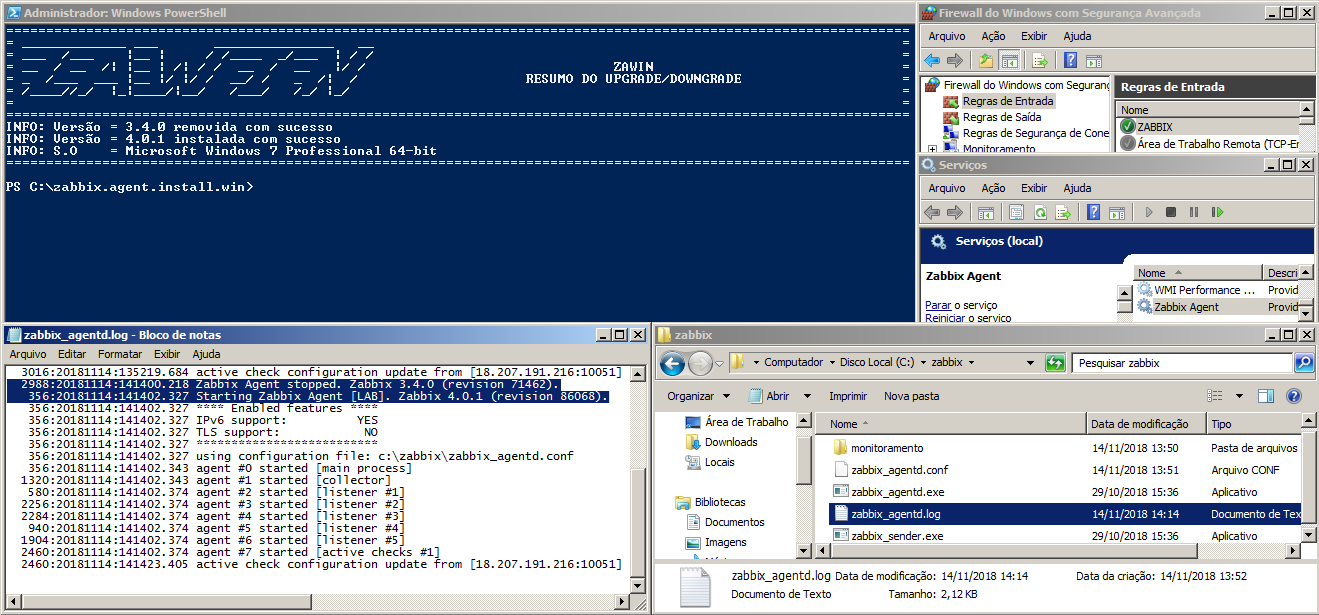 Administrador: Windows PowerShell
ZAWIN
RESUMO DO UPGRADE/DOWNGRADE
INFO: Versão = 3.4.0 removida com sucesso
INFO: Versão = 4.0.1 instalada com sucesso
INFO: S.O    = Microsoft Windows 7 Professional 64-bit
PS C:\zabbix.agent.install.win>
Firewall do Windows com Segurança Avançada
Arquivo Ação Exibir Ajuda
Firewall do Windows com Seguranç
Regras de Entrada
Regras de Saída
Regras de Segurança de Cone
Monitoramento
Regras de Entrada
Nome
ZABBIX
Área de Trabalho Remota (TCP-Er
Serviços
Arquivo Ação Exibir Ajuda
Serviços (local)
Zabbix Agent
Parar o serviço
Reiniciar o serviço
Nome Descri
WMI Performance ... Provid
Zabbix Agent Provid
zabbix_agentd.log - Bloco de notas
Arquivo Editar Formatar Exibir Ajuda
3016:20181114:135219.684 active check configuration update from [18.207.191.216:10051]
2988:20181114:141400.218 Zabbix Agent stopped. Zabbix 3.4.0 (revision 71462).
356:20181114:141402.327 Starting Zabbix Agent [LAB]. Zabbix 4.0.1 (revision 86068).
356:20181114:141402.327 **** Enabled features ****
356:20181114:141402.327 IPv6 support:          YES
356:20181114:141402.327 TLS support:            NO
356:20181114:141402.327 **************************
356:20181114:141402.327 using configuration file: c:\zabbix\zabbix_agentd.conf
356:20181114:141402.343 agent #0 started [main process]
1320:20181114:141402.343 agent #1 started [collector]
580:20181114:141402.374 agent #2 started [listener #1]
2256:20181114:141402.374 agent #3 started [listener #2]
2284:20181114:141402.374 agent #4 started [listener #3]
940:20181114:141402.374 agent #5 started [listener #4]
1904:20181114:141402.374 agent #6 started [listener #5]
2460:20181114:141402.374 agent #7 started [active checks #1]
2460:20181114:141423.405 active check configuration update from [18.207.191.216:10051]
zabbix
Computador Disco Local (C:) zabbix
Pesquisar zabbix
Organizar Abrir Imprimir Nova pasta
Área de Trabalho
Downloads
Locais
Bibliotecas
Documentos
Imagens
Nome Data de modificação Tipo
monitoramento 14/11/2018 13:50 Pasta de arquivos
zabbix_agentd.conf 14/11/2018 13:51 Arquivo CONF
zabbix_agentd.exe 29/10/2018 15:36 Aplicativo
zabbix_agentd.log 14/11/2018 14:14 Documento de Tex
zabbix_sender.exe 29/10/2018 15:36 Aplicativo
zabbix_agentd.log Data de modificação: 14/11/2018 14:14 Data da criação: 14/11/2018 13:52
Documento de Texto Tamanho: 2,12 KB